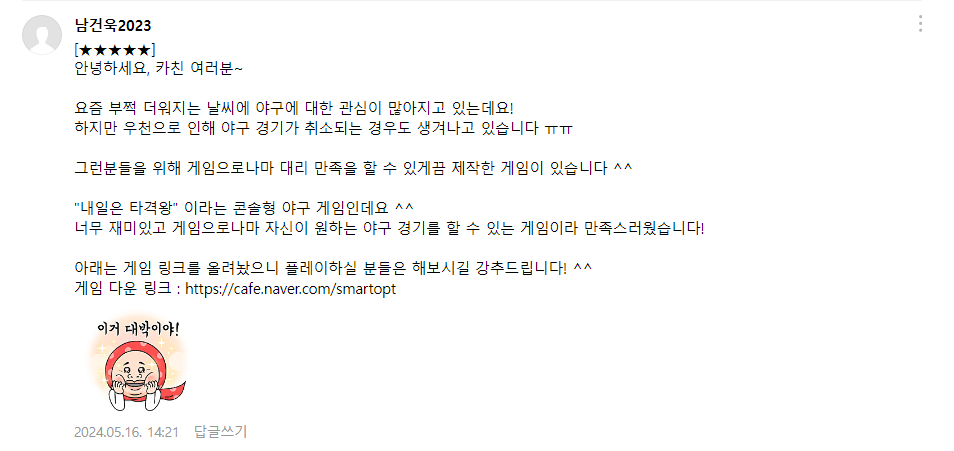 남건욱2023
[★★★★★]
안녕하세요, 카친 여러분~
요즘 부쩍 더워지는 날씨에 야구에 대한 관심이 많아지고 있는데요!
하지만 우천으로 인해 야구 경기가 취소되는 경우도 생겨나고 있습니다 ㅠㅠ
그런분들을 위해 게임으로나마 대리 만족을 할 수 있게끔 제작한 게임이 있습니다 ^^
"내일은 타격왕" 이라는 콘솔형 야구 게임인데요 ^^
너무 재미있고 게임으로나마 자신이 원하는 야구 경기를 할 수 있는 게임이라 만족스러웠습니다!
아래는 게임 링크를 올려놨으니 플레이하실 분들은 해보시길 강추드립니다! ^^
게임 다운 링크 : https://cafe.naver.com/smartopt
이거 대박이야!
2024.05.16. 14:21 답글쓰기